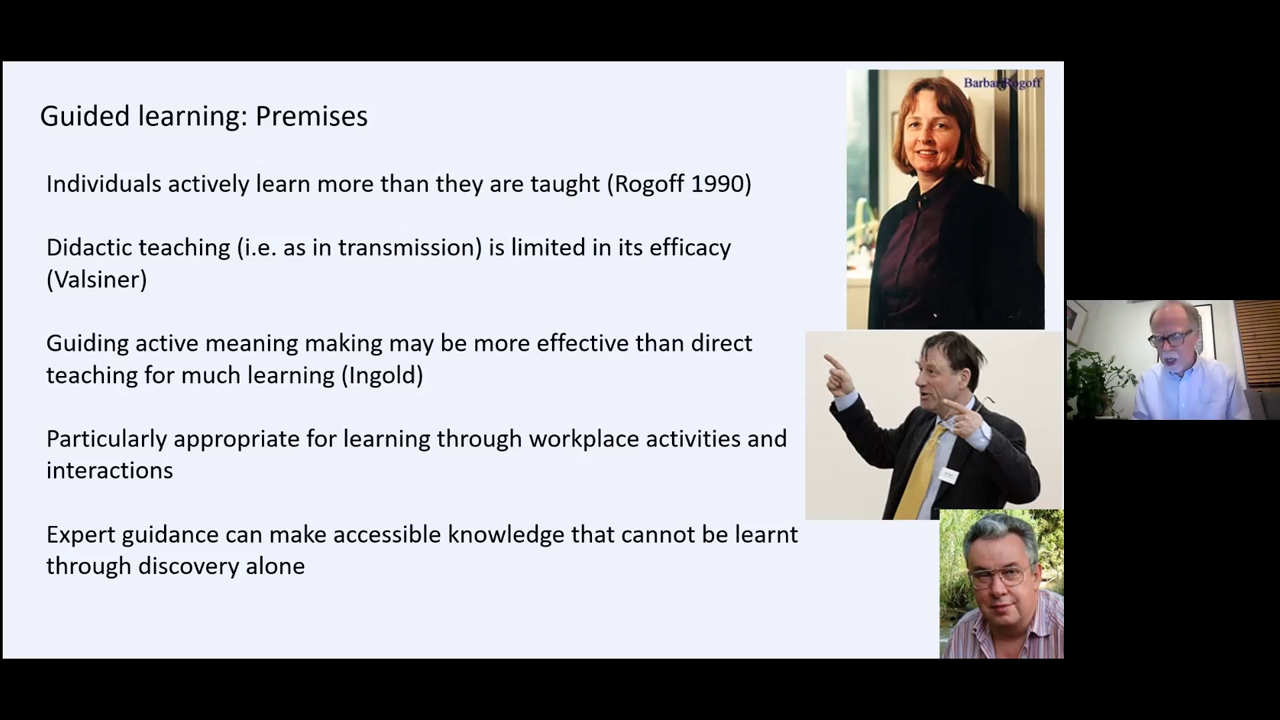 Guided learning: Premises
Barbara Rogoff
Individuals actively learn more than they are taught (Rogoff 1990)
Didactic teaching (i.e. as in transmission) is limited in its efficacy
(Valsiner)
Guiding active meaning making may be more effective than direct
teaching for much learning (Ingold)
Particularly appropriate for learning through workplace activities and
interactions
Expert guidance can make accessible knowledge that cannot be learnt
through discovery alone